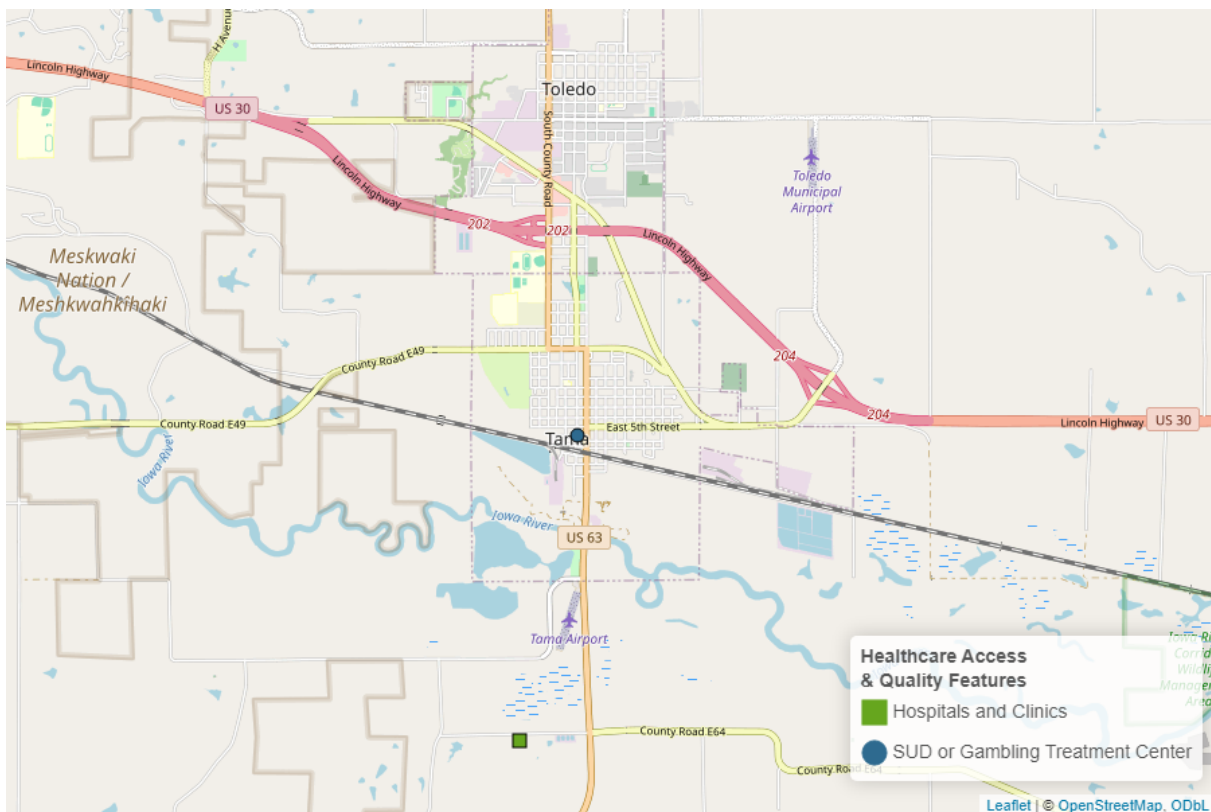 H Avenue
Lincoln Highway
US 30
Toledo
South County Road
Lincoln Highway
Toledo
Municipal
Airport
202
202
Lincoln Highway
Meskwaki
Nation /
Meshkwahkîhaki
County Road E49
204
204
Lincoln Highway
US 30
County Road E49
East 5th Street
Tama
Iowa River
Iowa River
US 63
Tama Airport
Healthcare Access
& Quality Features
Hospitals and Clinics
SUD or Gambling Treatment Center
County Road E64
County Road E64
Leaflet | © OpenStreetMap, ODbL